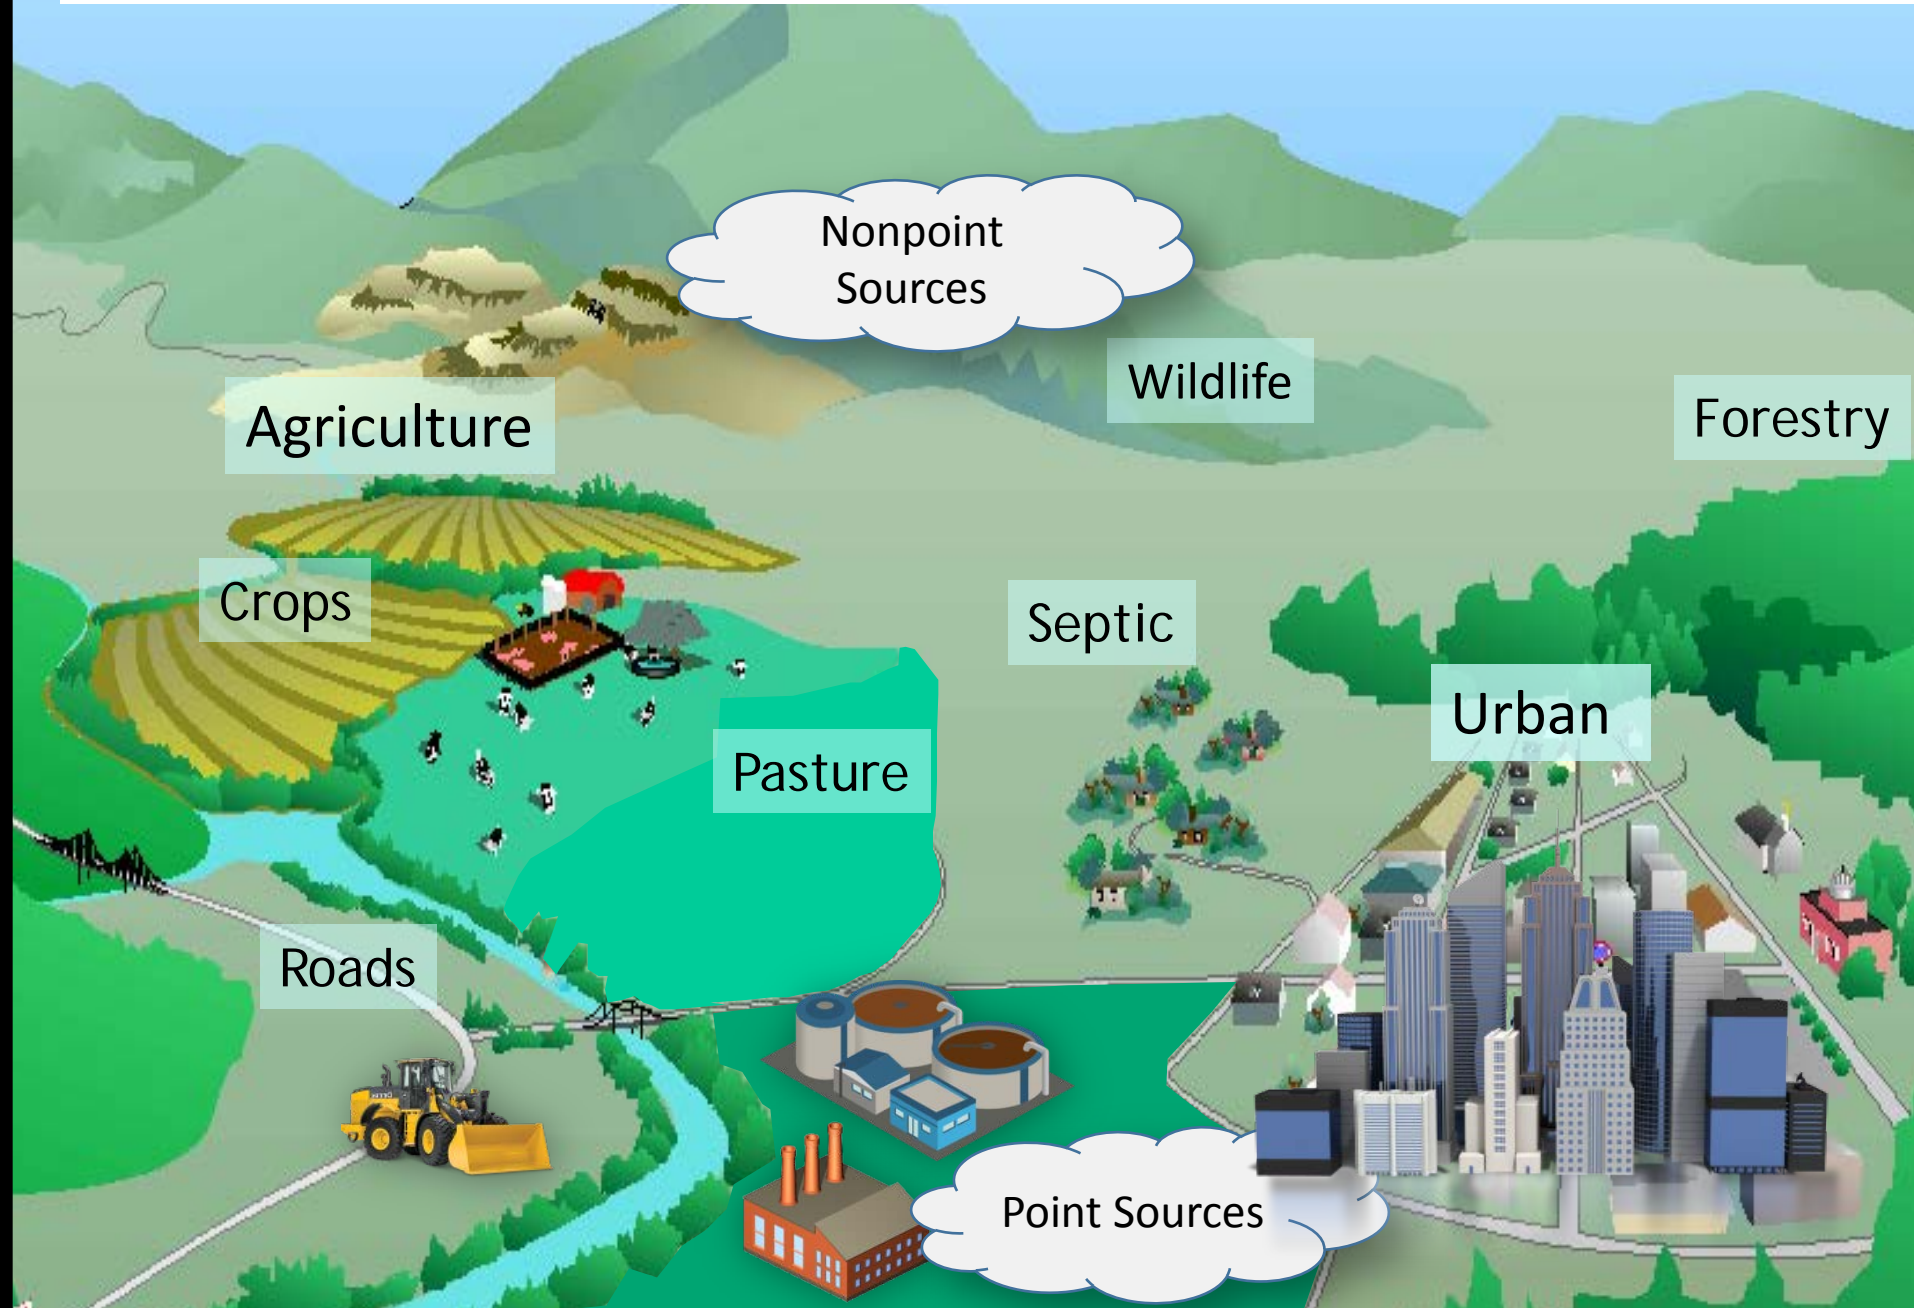 Nonpoint
Sources
Wildlife
Agriculture
Forestry
Crops
Septic
Urban
Pasture
Roads
Point Sources